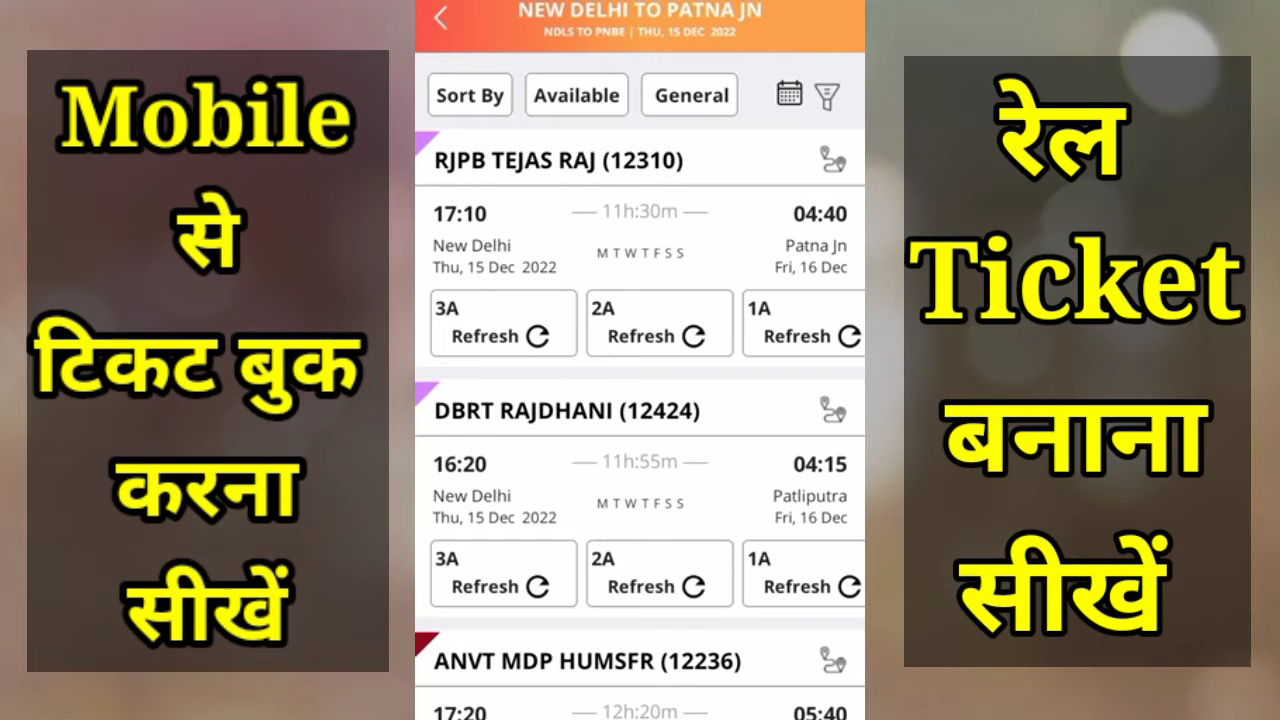 Mobile
से
टिकट बुक
करना
सीखें
NEW DELHI TO PATNA JN
NDLS TO PNBE | THU, 15 DEC 2022
Sort By Available General
RJPB TEJAS RAJ (12310)
17:10 11h:30m 04:40
New Delhi M T W T F S S Patna Jn
Thu, 15 Dec 2022 Fri, 16 Dec
3A 2A 1A
Refresh Refresh Refresh
DBRT RAJDHANI (12424)
16:20 11h:55m 04:15
New Delhi M T W T F S S Patliputra
Thu, 15 Dec 2022 Fri, 16 Dec
3A 2A 1A
Refresh Refresh Refresh
ANVT MDP HUMSFR (12236)
17:20 12h:20m 05:40
रेल
Ticket
बनाना
सीखें